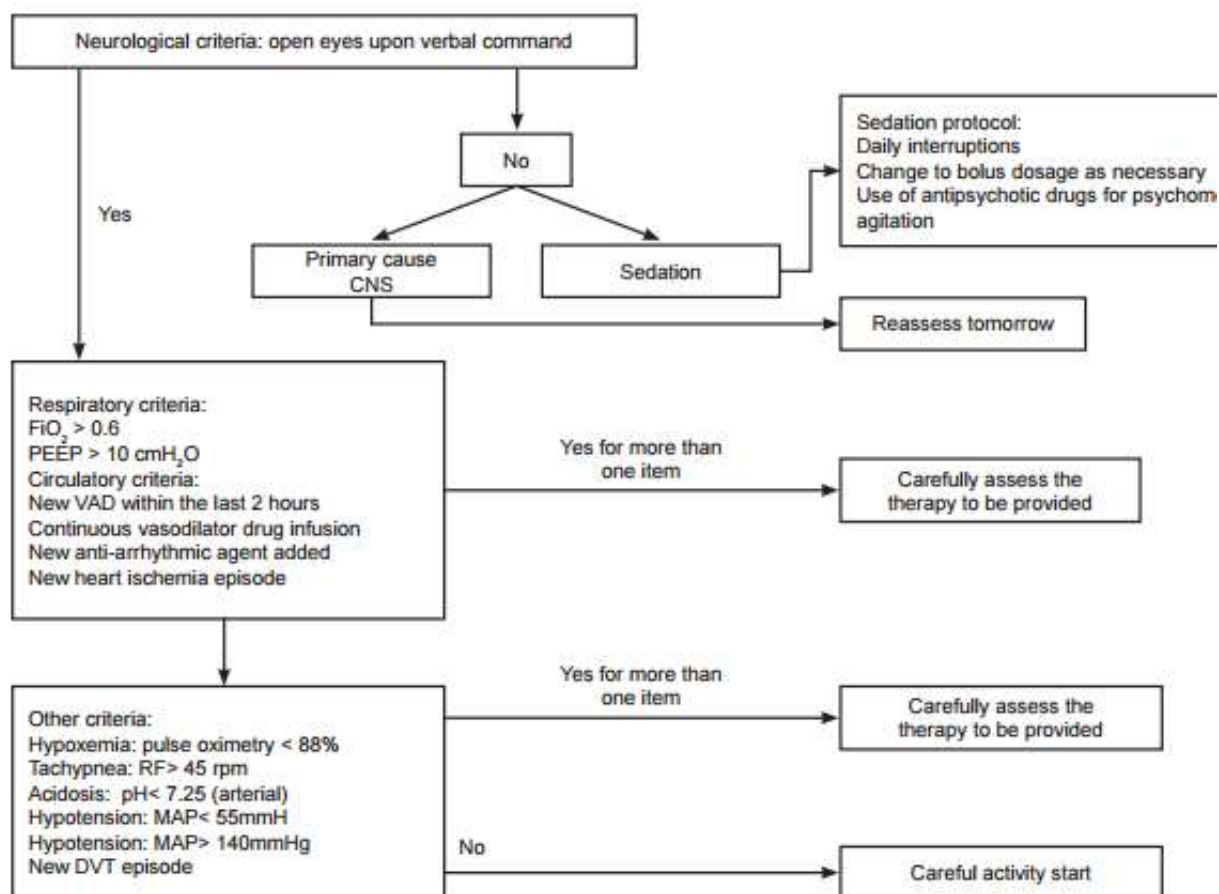 Neurological criteria: open eyes upon verbal command
No
Yes
Primary cause
CNS
Sedation
Sedation protocol:
Daily interruptions
Change to bolus dosage as necessary
Use of antipsychotic drugs for psychom
agitation
Reassess tomorrow
Respiratory criteria:
FiO₂ > 0.6
PEEP > 10 cmH₂O
Circulatory criteria:
New VAD within the last 2 hours
Continuous vasodilator drug infusion
New anti-arrhythmic agent added
New heart ischemia episode
Yes for more than
one item
Carefully assess the
therapy to be provided
Other criteria:
Hypoxemia: pulse oximetry < 88%
Tachypnea: RF> 45 rpm
Acidosis: pH< 7.25 (arterial)
Hypotension: MAP< 55mmH
Hypotension: MAP> 140mmHg
New DVT episode
Yes for more than
one item
Carefully assess the
therapy to be provided
No
Careful activity start